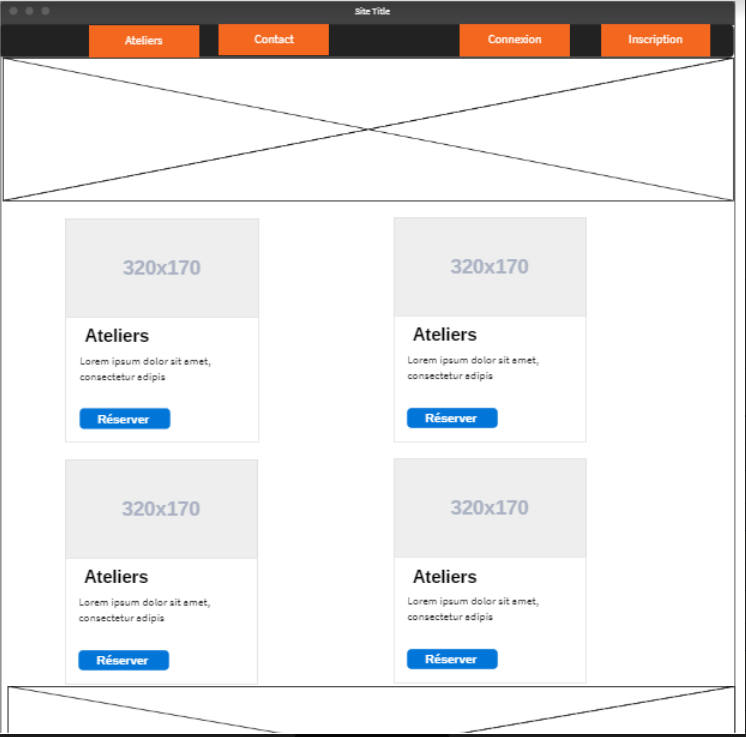 Site Title
Ateliers
Contact
Connexion
Inscription
320x170
Ateliers
Lorem ipsum dolor sit amet,
consectetur adipis
Réserver
320x170
Ateliers
Lorem ipsum dolor sit amet,
consectetur adipis
Réserver
320x170
Ateliers
Lorem ipsum dolor sit amet,
consectetur adipis
Réserver
320x170
Ateliers
Lorem ipsum dolor sit amet,
consectetur adipis
Réserver